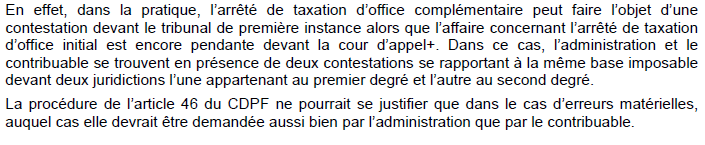 En effet, dans la pratique, l'arrêté de taxation d'office complémentaire peut faire l'objet d'une
contestation devant le tribunal de première instance alors que l'affaire concernant l'arrêté de taxation
d'office initial est encore pendante devant la cour d'appel+. Dans ce cas, l'administration et le
contribuable se trouvent en présence de deux contestations se rapportant à la même base imposable
devant deux juridictions l'une appartenant au premier degré et l'autre au second degré.
La procédure de l'article 46 du CDPF ne pourrait se justifier que dans le cas d'erreurs matérielles,
auquel cas elle devrait être demandée aussi bien par l'administration que par le contribuable.